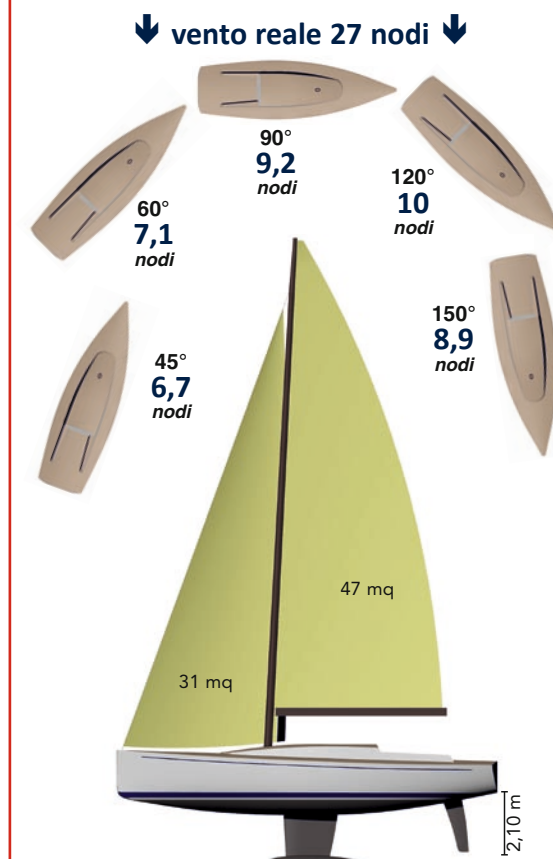 vento reale 27 nodi
90°
9,2
nodi
120°
10
nodi
60°
7,1
nodi
150°
8,9
nodi
45°
6,7
nodi
47 mq
31 mq
2,10 m